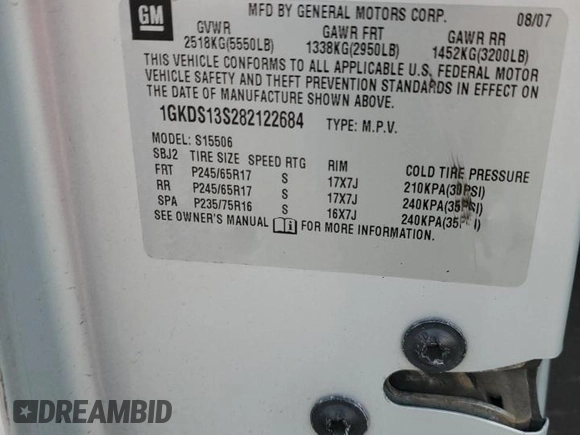 GM
MFD BY GENERAL MOTORS CORP. 08/07
GVWR GAWR FRT GAWR RR
2518KG(5550LB) 1338KG(2950LB) 1452KG(3200LB)
THIS VEHICLE CONFORMS TO ALL APPLICABLE U.S. FEDERAL MOTOR
VEHICLE SAFETY AND THEFT PREVENTION STANDARDS IN EFFECT ON
THE DATE OF MANUFACTURE SHOWN ABOVE.
1GKDS13S282122684 TYPE: M.P.V.
MODEL: S15506
SBJ2 TIRE SIZE SPEED RTG RIM COLD TIRE PRESSURE
FRT P245/65R17 S 17X7J 210KPA(30PSI)
RR P245/65R17 S 17X7J 240KPA(35PSI)
SPA P235/75R16 S 16X7J 240KPA(35PSI)
SEE OWNER'S MANUAL FOR MORE INFORMATION.
DREAMBID